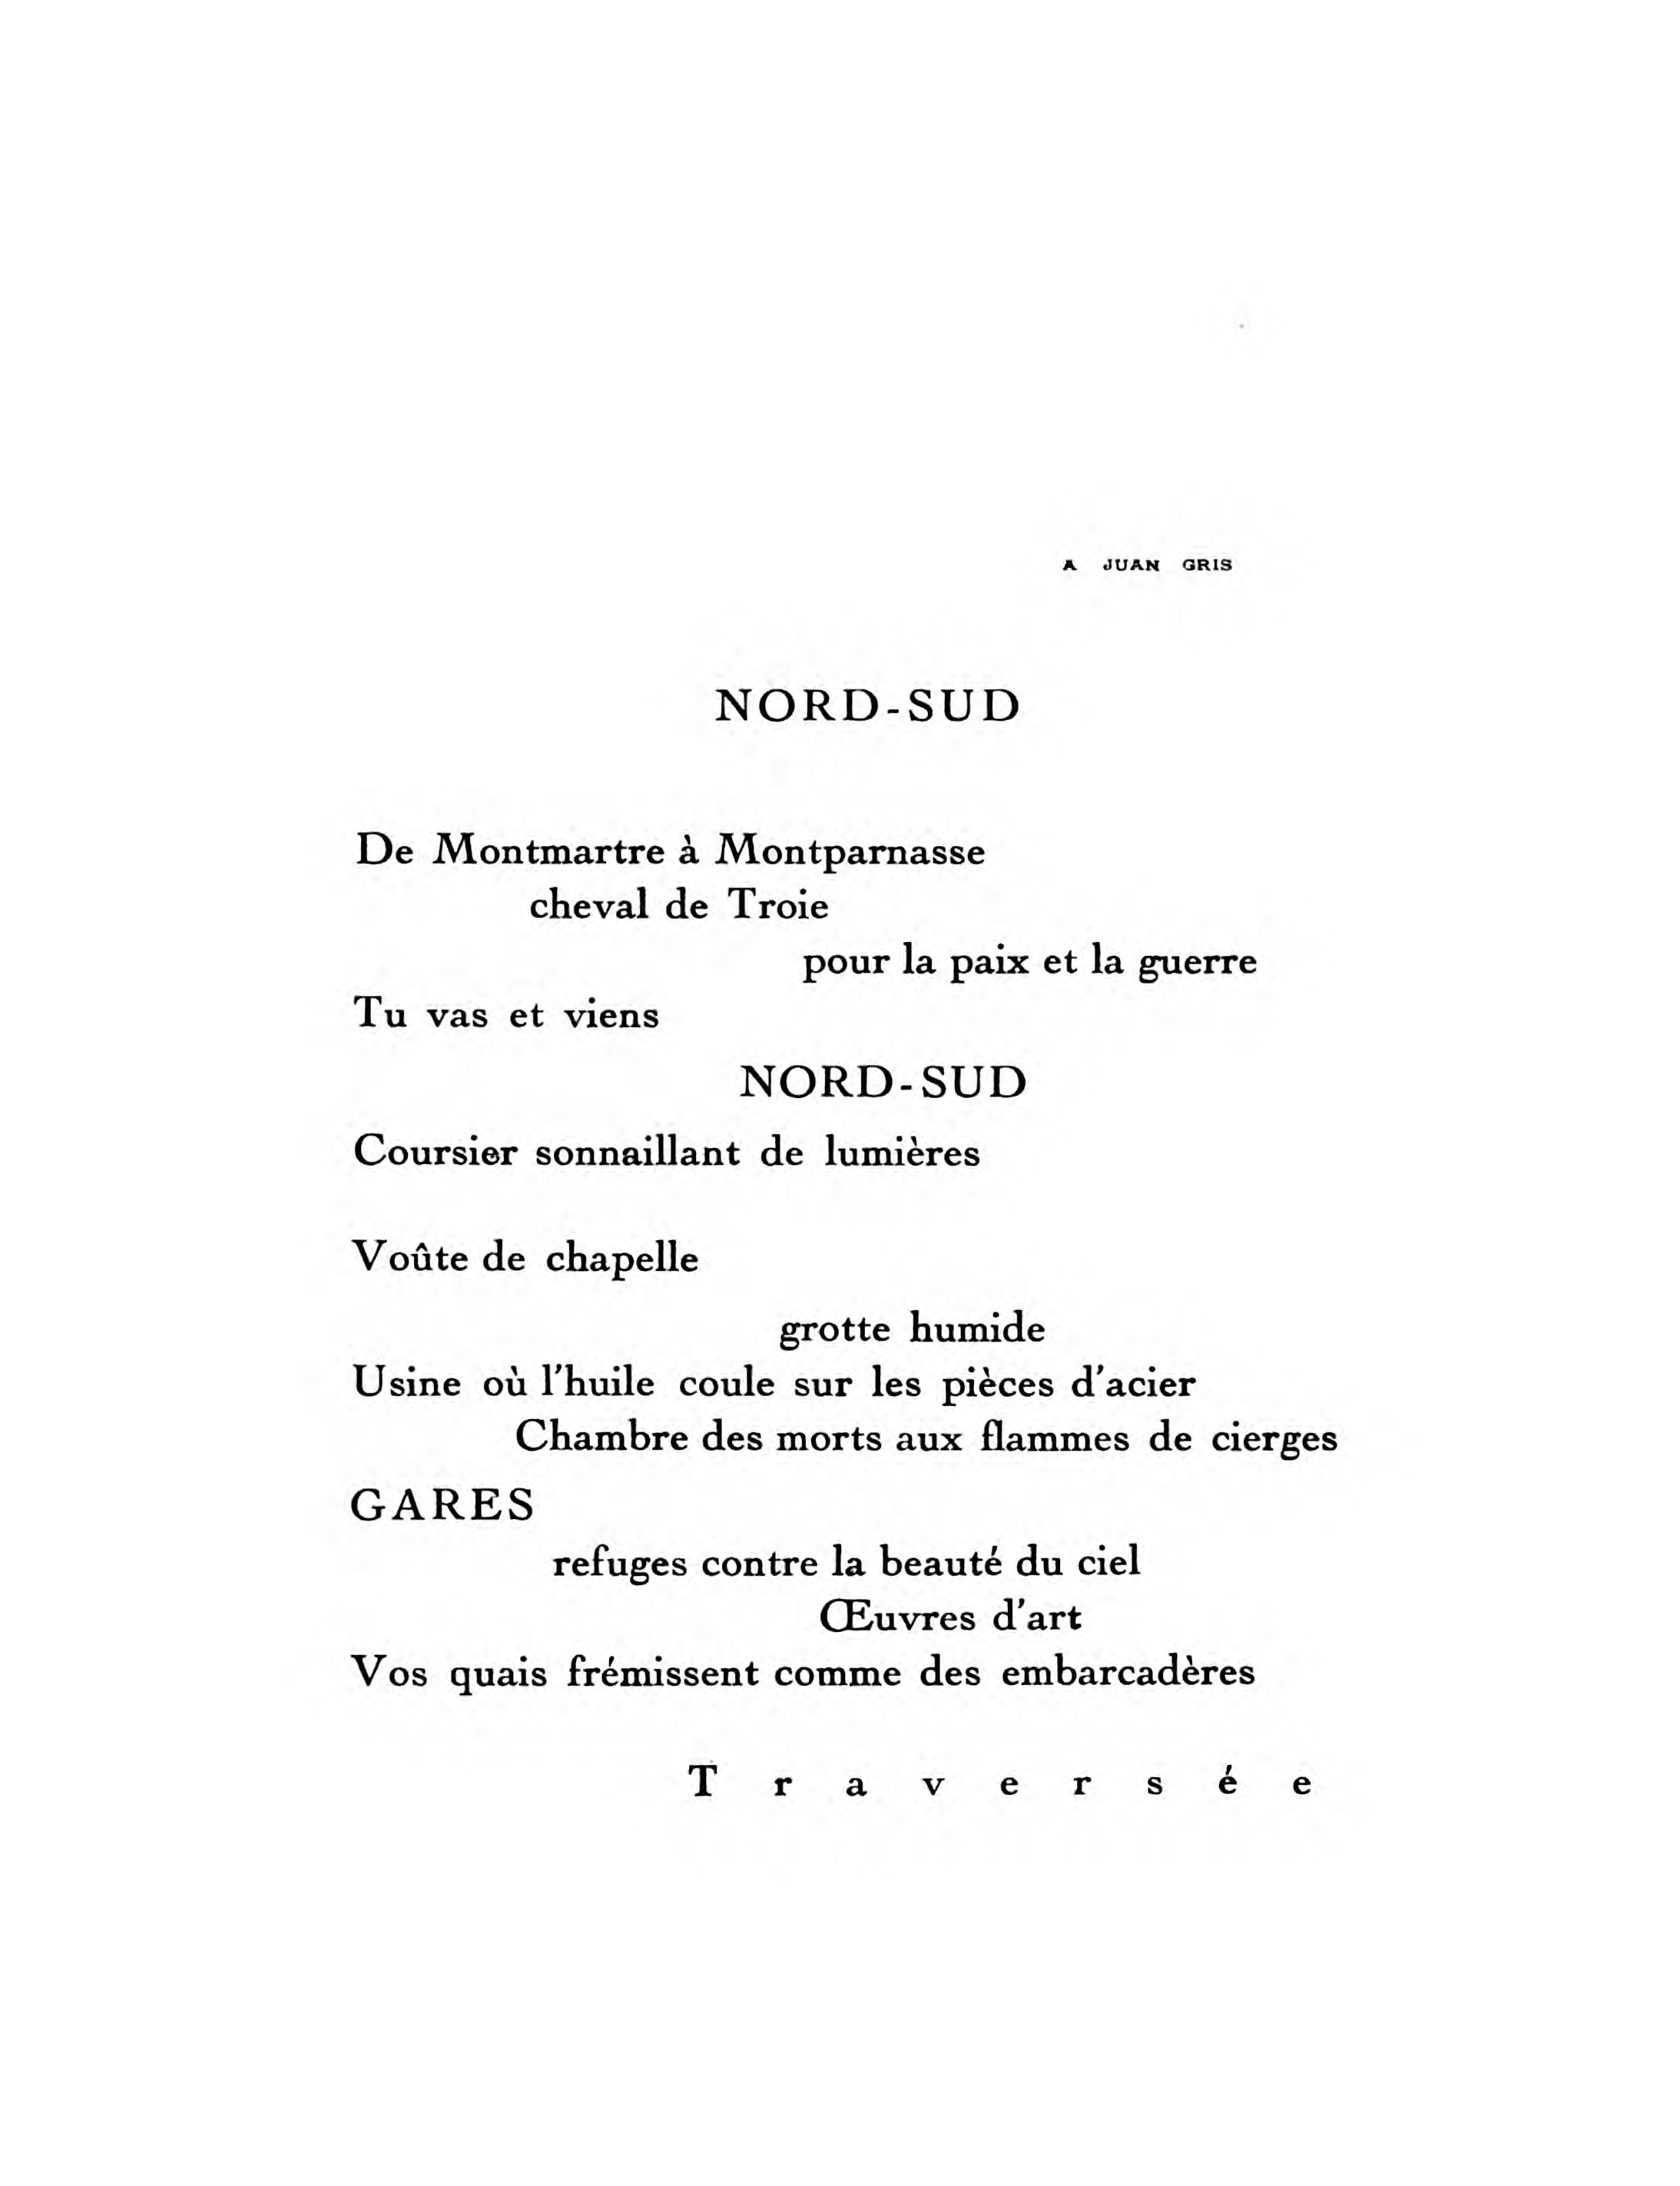 A JUAN GRIS
NORD-SUD
De Montmartre à Montparnasse
cheval de Troie
pour la paix et la guerre
Tu vas et viens
NORD-SUD
Coursier sonnaillant de lumières
Voûte de chapelle
grotte humide
Usine où l'huile coule sur les pièces d'acier
Chambre des morts aux flammes de cierges
GARES
refuges contre la beauté du ciel
Œuvres d'art
Vos quais frémissent comme des embarcadères
T r a v e r s é e